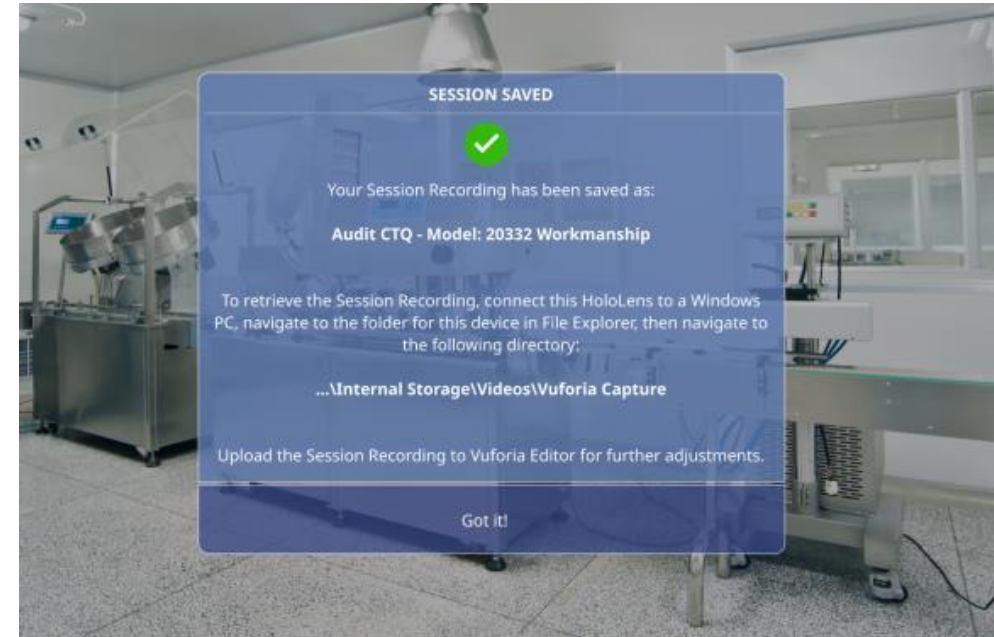 SESSION SAVED
Your Session Recording has been saved as:
Audit CTQ - Model: 20332 Workmanship
To retrieve the Session Recording, connect this HoloLens to a Windows
PC, navigate to the folder for this device in File Explorer, then navigate to
the following directory:
...\Internal Storage\Videos\Vuforia Capture
Upload the Session Recording to Vuforia Editor for further adjustments.
Got it!